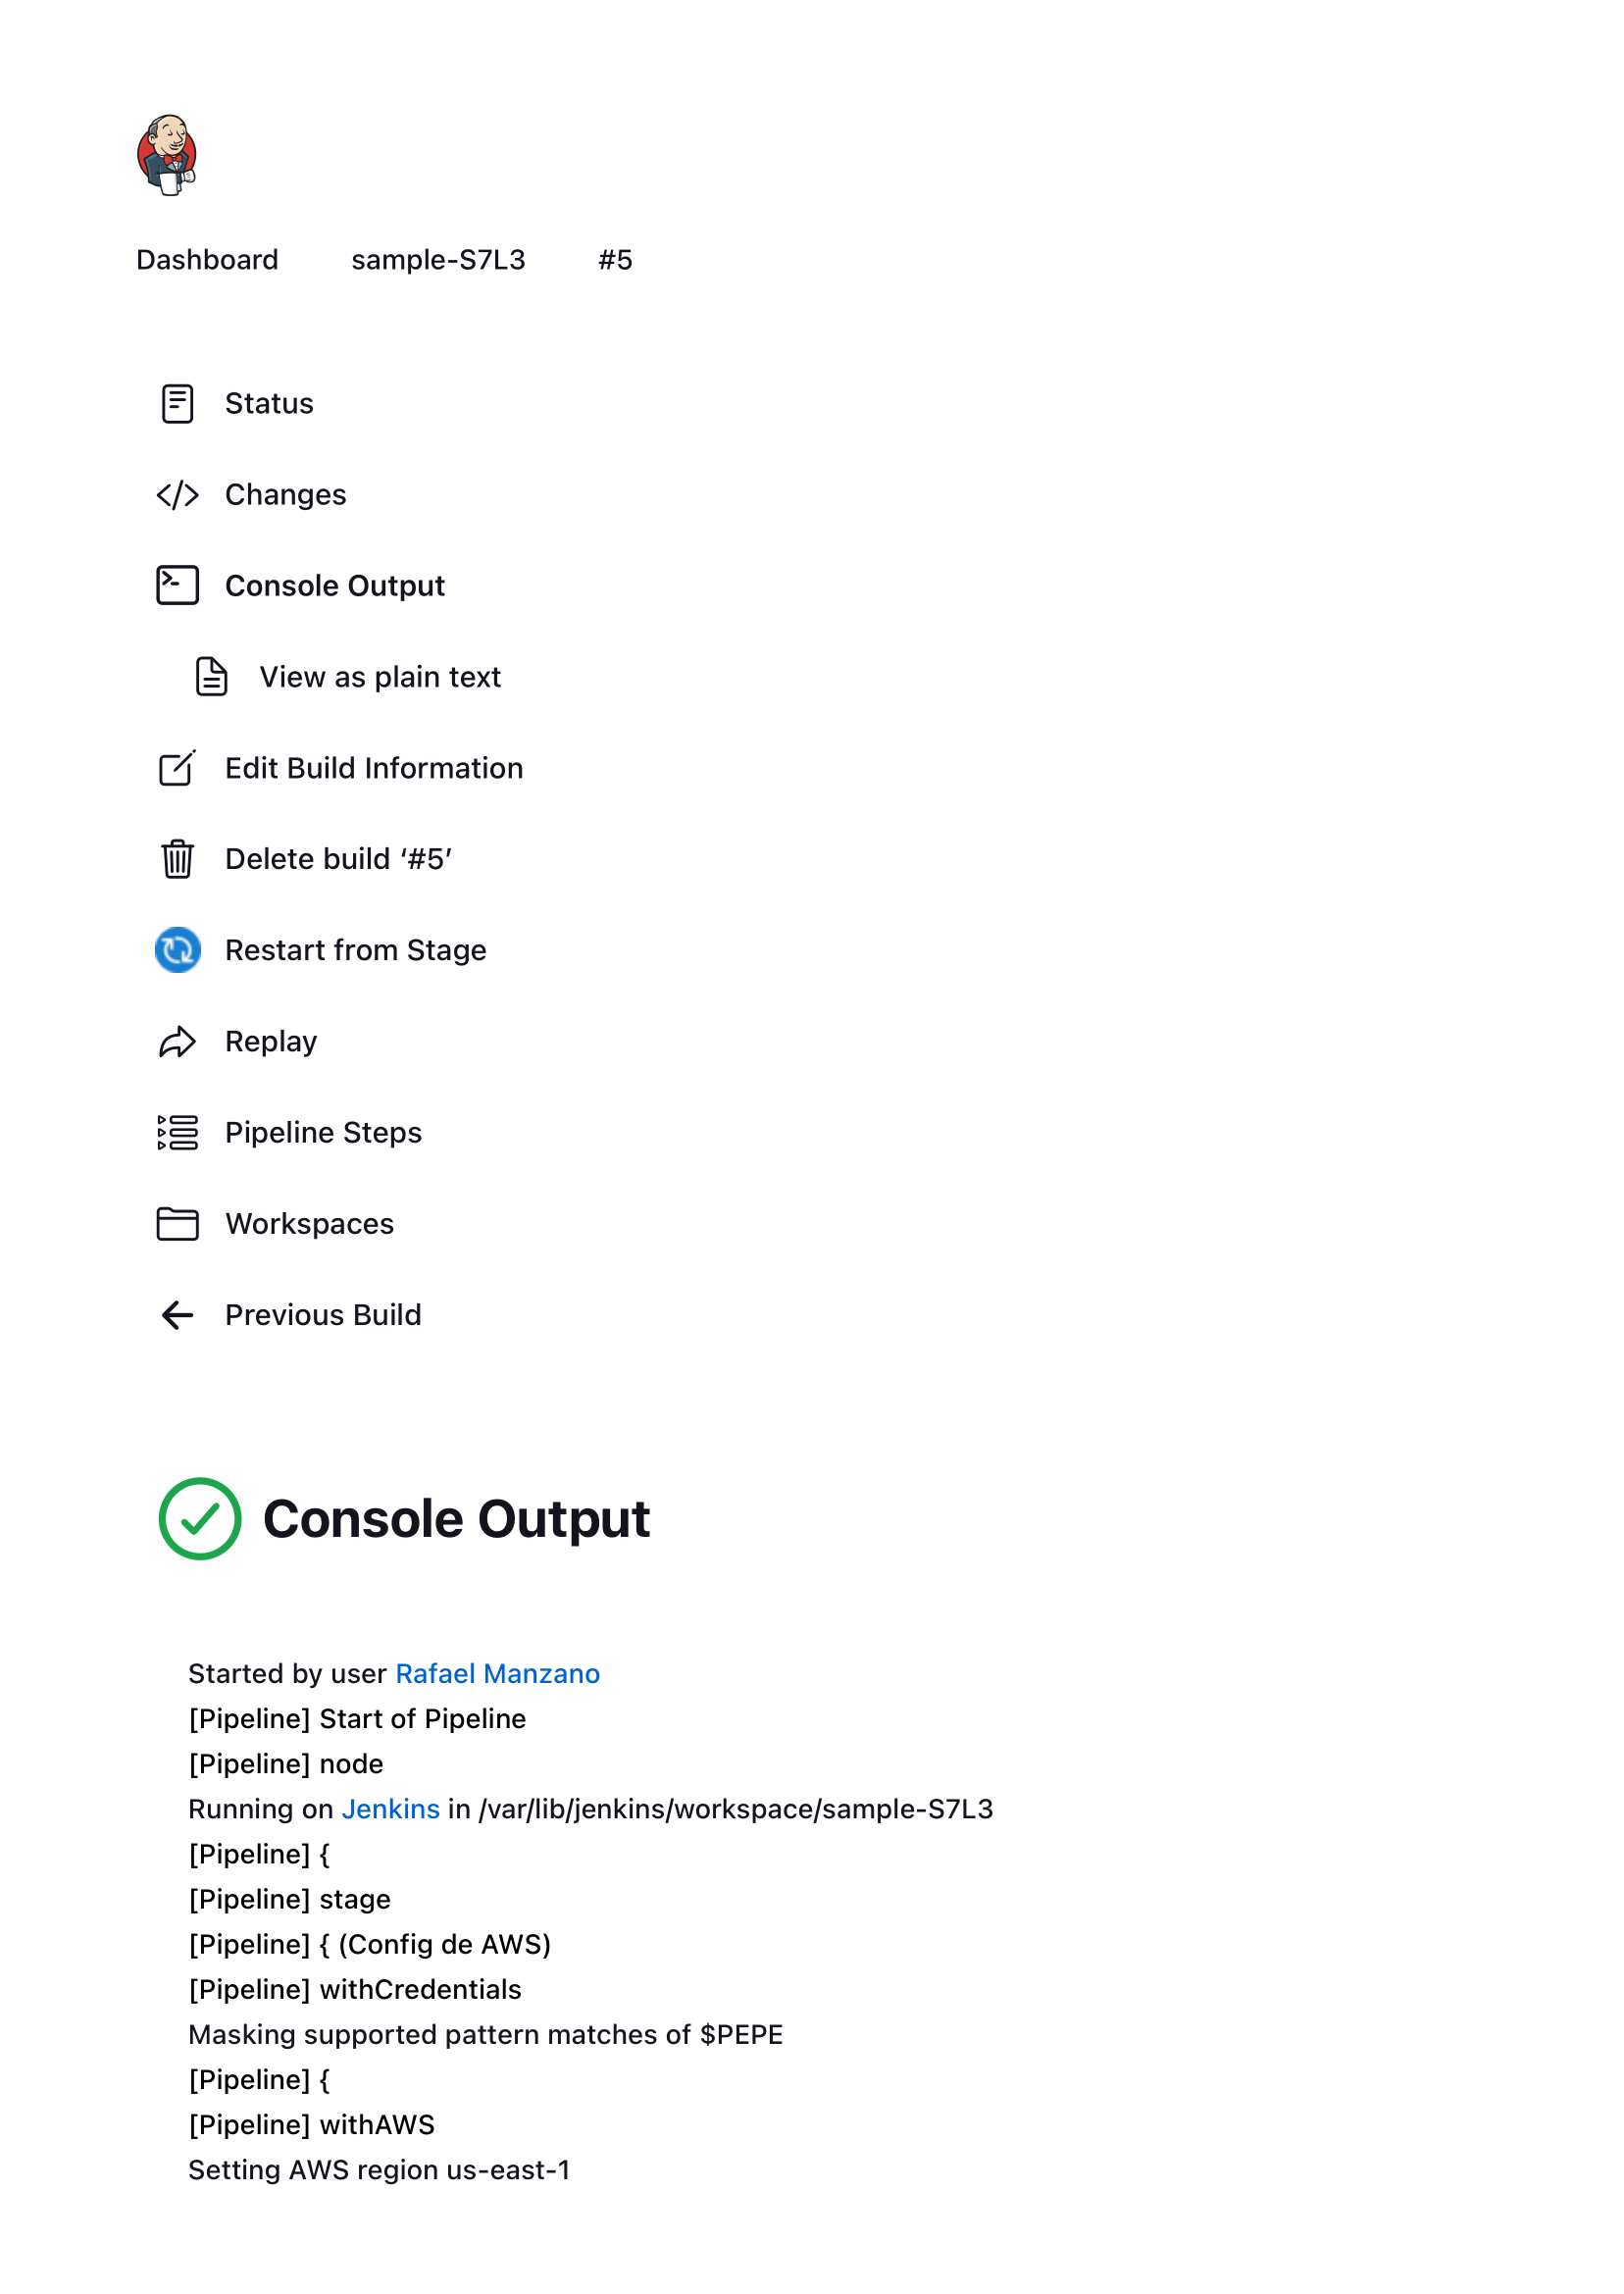 Dashboard sample-S7L3 #5
Status
Changes
Console Output
View as plain text
Edit Build Information
Delete build ‘#5’
Restart from Stage
Replay
Pipeline Steps
Workspaces
Previous Build
Console Output
Started by user Rafael Manzano
[Pipeline] Start of Pipeline
[Pipeline] node
Running on Jenkins in /var/lib/jenkins/workspace/sample-S7L3
[Pipeline] {
[Pipeline] stage
[Pipeline] { (Config de AWS)
[Pipeline] withCredentials
Masking supported pattern matches of $PEPE
[Pipeline] {
[Pipeline] withAWS
Setting AWS region us-east-1